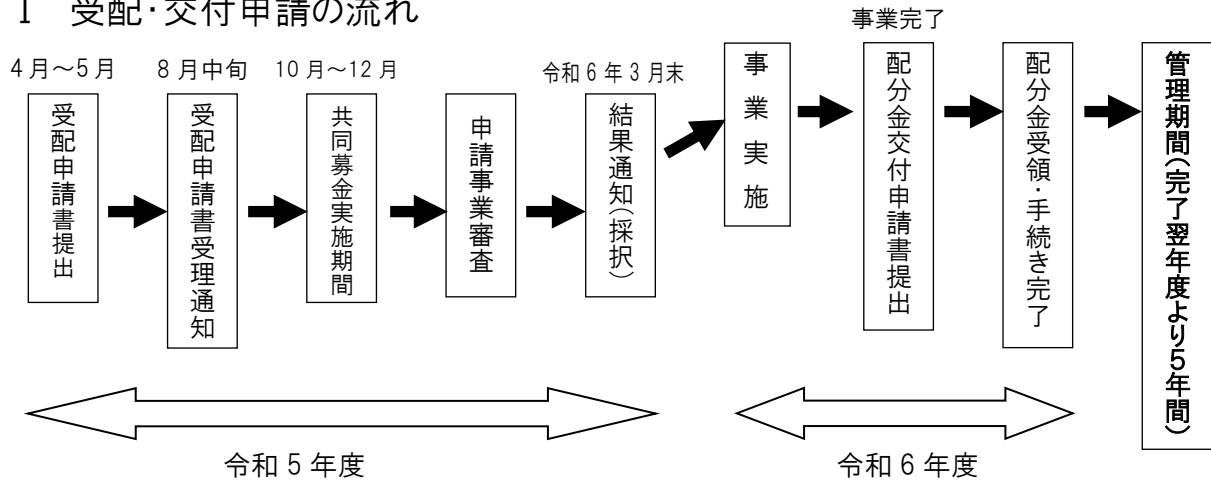 Ⅰ 受配・交付申請の流れ
4月～5月
8月中旬
10月～12月
令和6年3月末
事業完了
受配申請書提出
受配申請書受理通知
共同募金実施期間
申請事業審査
結果通知(採択)
事業実施
配分金交付申請書提出
配分金受領・手続き完了
管理期間(完了翌年度より5年間)
令和5年度
令和6年度